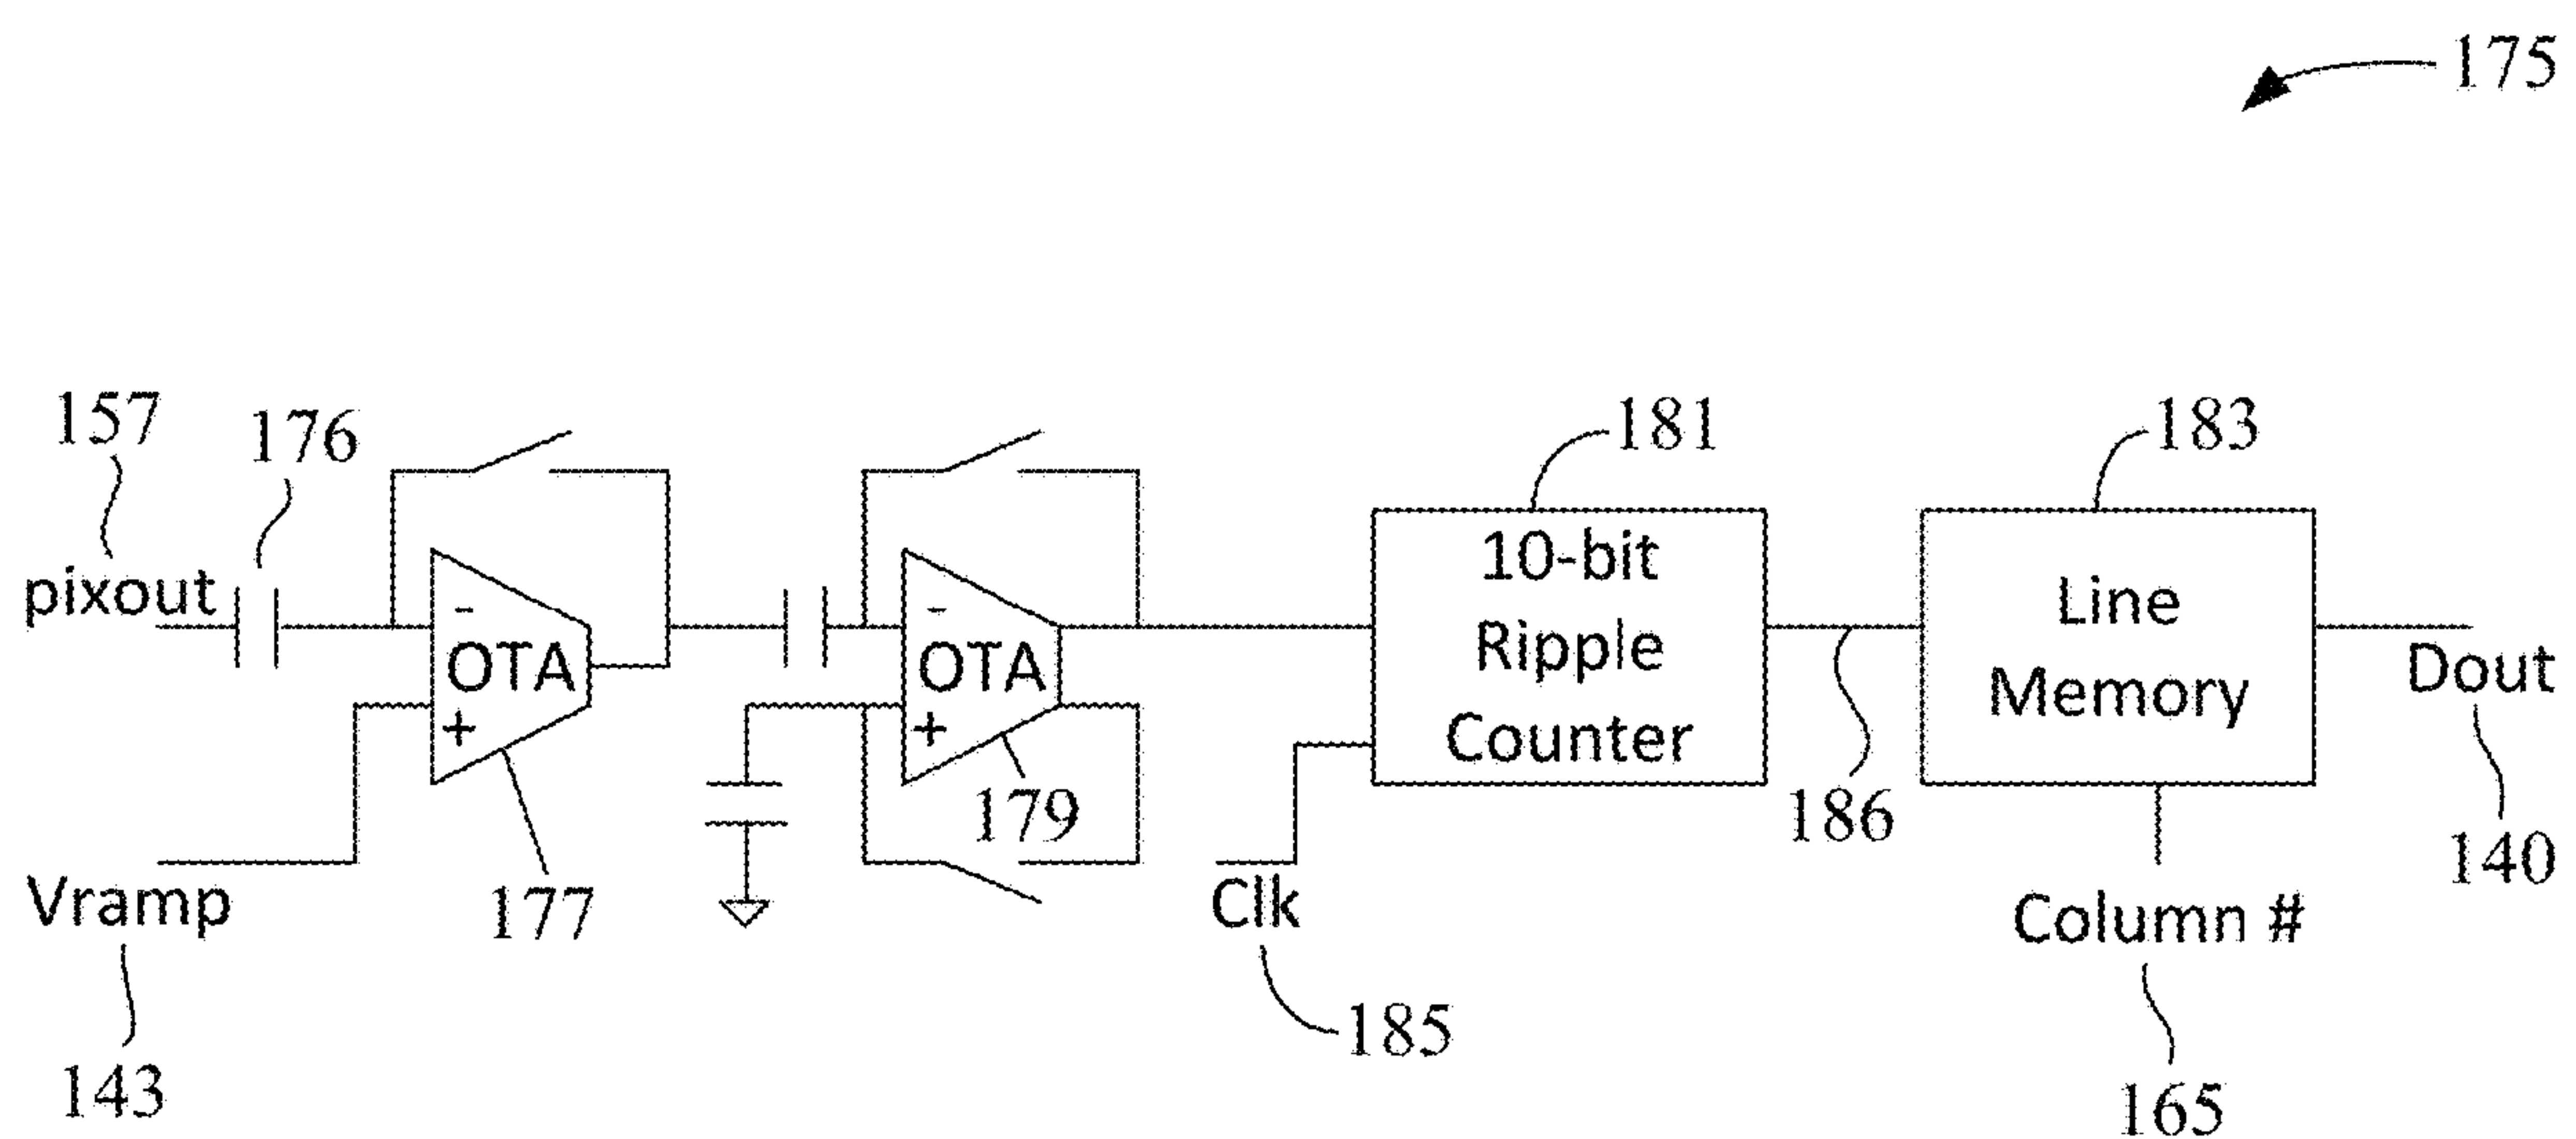 175
157
176
181
183
pixout
-
OTA
+
-
OTA
+
10-bit
Ripple
Counter
Line
Memory
Dout
179
186
140
Vramp
177
Clk
Column #
143
185
165